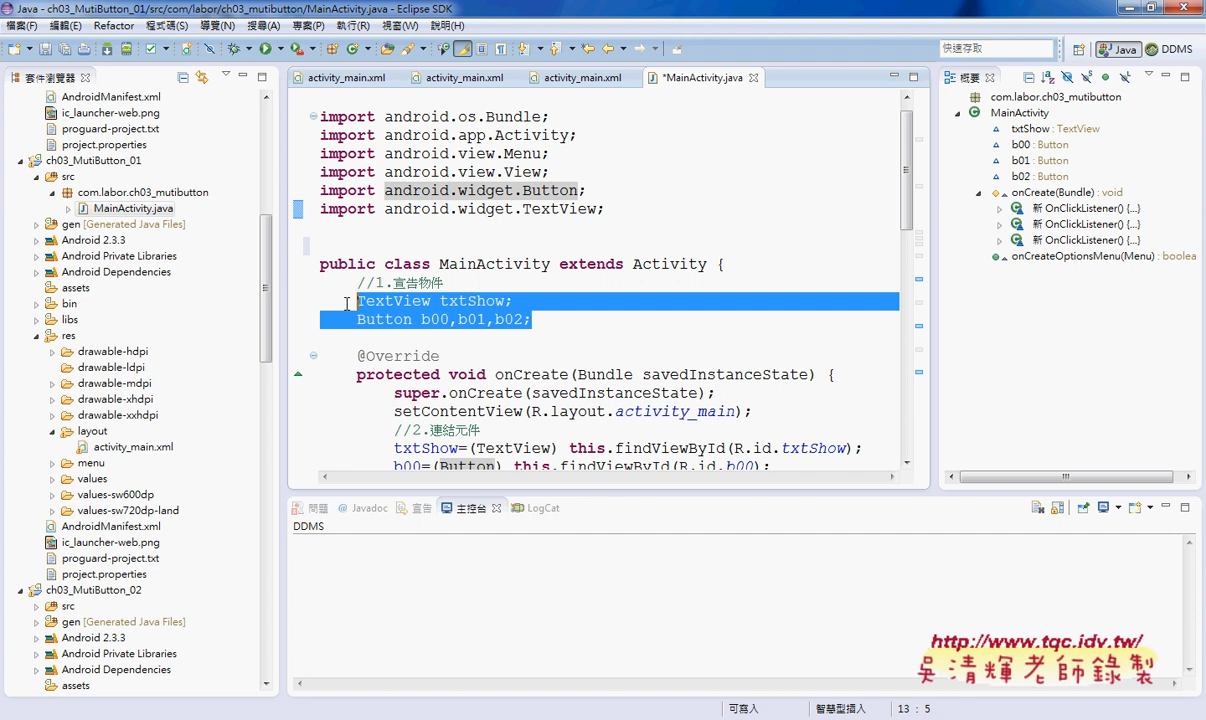 Java - ch03_MutiButton_01/src/com/labor/ch03_mutibutton/MainActivity.java - Eclipse SDK
檔案(F) 編輯(E) Refactor 程式碼(S) 導覽(N) 搜尋(A) 專案(P) 執行(R) 視窗(W) 說明(H)
快速存取
Java DDMS
套件瀏覽器
AndroidManifest.xml
ic_launcher-web.png
proguard-project.txt
project.properties
ch03_MutiButton_01
src
com.labor.ch03_mutibutton
MainActivity.java
gen [Generated Java Files]
Android 2.3.3
Android Private Libraries
Android Dependencies
assets
bin
libs
res
drawable-hdpi
drawable-ldpi
drawable-mdpi
drawable-xhdpi
drawable-xxhdpi
layout
activity_main.xml
menu
values
values-sw600dp
values-sw720dp-land
AndroidManifest.xml
ic_launcher-web.png
proguard-project.txt
project.properties
ch03_MutiButton_02
src
gen [Generated Java Files]
Android 2.3.3
Android Private Libraries
Android Dependencies
assets
activity_main.xml activity_main.xml activity_main.xml *MainActivity.java
import android.os.Bundle;
import android.app.Activity;
import android.view.Menu;
import android.view.View;
import android.widget.Button;
import android.widget.TextView;
public class MainActivity extends Activity {
//1.宣告物件
TextView txtShow;
Button b00,b01,b02;
@Override
protected void onCreate(Bundle savedInstanceState) {
super.onCreate(savedInstanceState);
setContentView(R.layout.activity_main);
//2.連結元件
txtShow=(TextView) this.findViewById(R.id.txtShow);
b00=(Button) this.findViewById(R.id.b00);
概要
com.labor.ch03_mutibutton
MainActivity
txtShow : TextView
b00 : Button
b01 : Button
b02 : Button
onCreate(Bundle) : void
新 OnClickListener() {...}
新 OnClickListener() {...}
新 OnClickListener() {...}
onCreateOptionsMenu(Menu) : boolea
問題 @ Javadoc 宣告 主控台 LogCat
DDMS
http://www.tqc.idv.tw/
吳清輝老師錄製
可寫入 智慧型插入 13 : 5